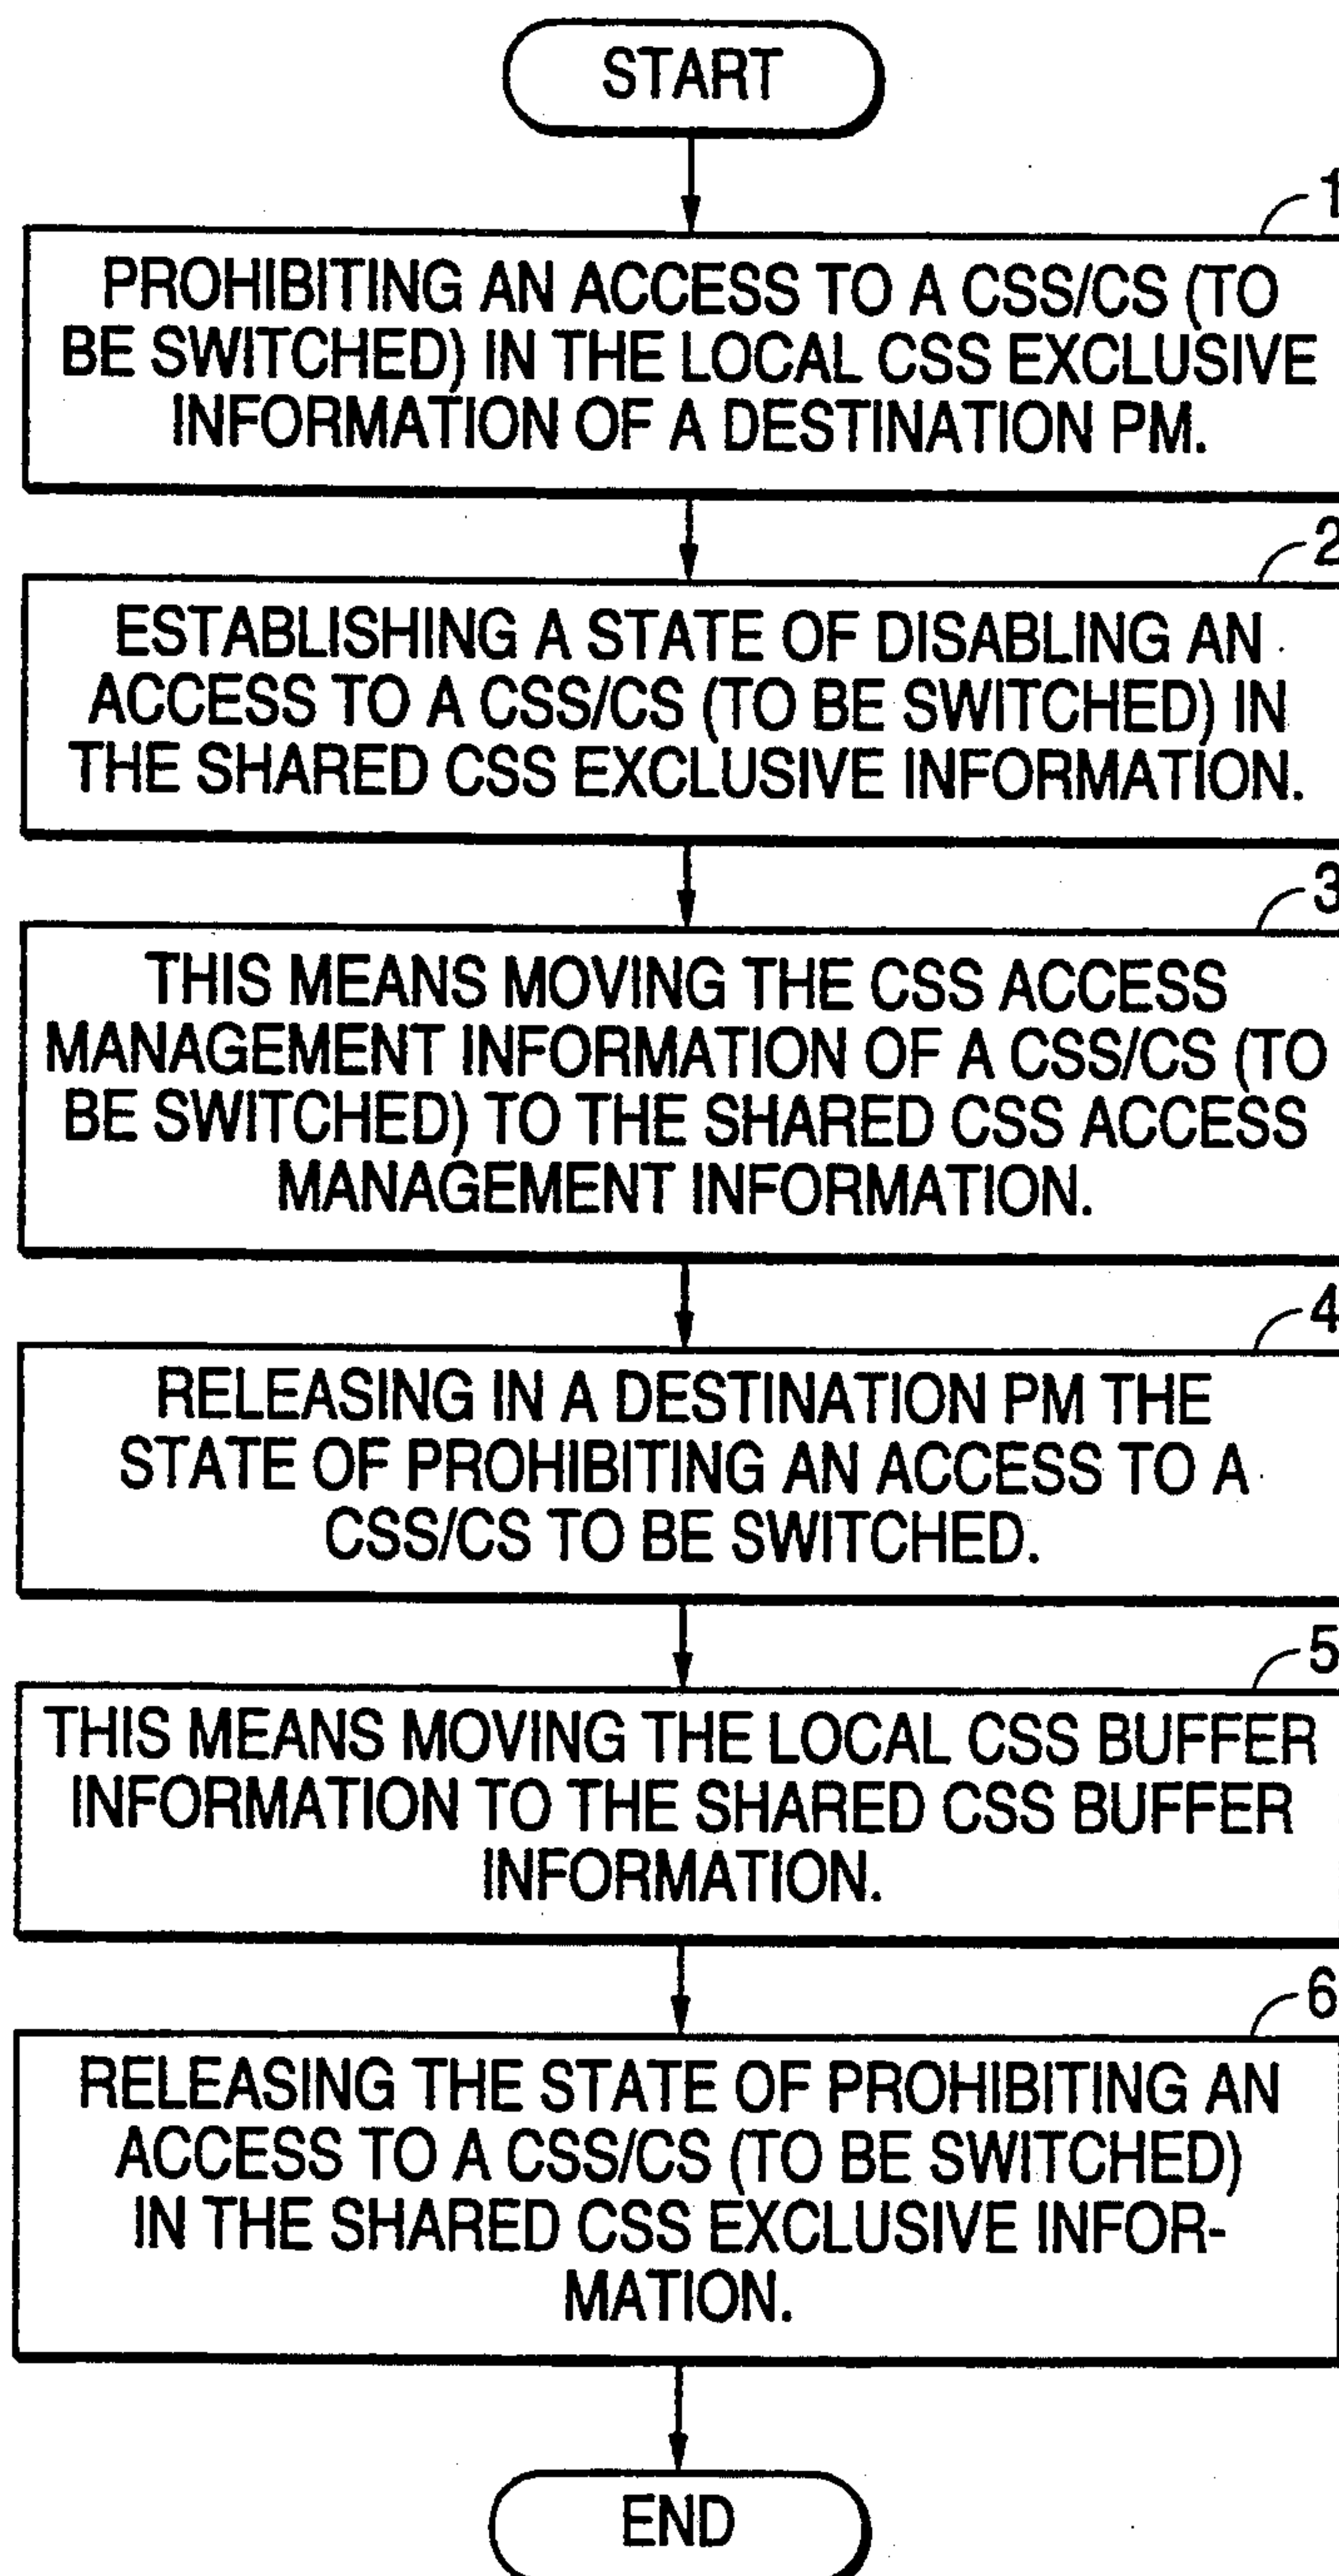 START
1
PROHIBITING AN ACCESS TO A CSS/CS (TO
BE SWITCHED) IN THE LOCAL CSS EXCLUSIVE
INFORMATION OF A DESTINATION PM.
2
ESTABLISHING A STATE OF DISABLING AN
ACCESS TO A CSS/CS (TO BE SWITCHED) IN
THE SHARED CSS EXCLUSIVE INFORMATION.
3
THIS MEANS MOVING THE CSS ACCESS
MANAGEMENT INFORMATION OF A CSS/CS (TO
BE SWITCHED) TO THE SHARED CSS ACCESS
MANAGEMENT INFORMATION.
4
RELEASING IN A DESTINATION PM THE
STATE OF PROHIBITING AN ACCESS TO A
CSS/CS TO BE SWITCHED.
5
THIS MEANS MOVING THE LOCAL CSS BUFFER
INFORMATION TO THE SHARED CSS BUFFER
INFORMATION.
6
RELEASING THE STATE OF PROHIBITING AN
ACCESS TO A CSS/CS (TO BE SWITCHED)
IN THE SHARED CSS EXCLUSIVE INFOR-
MATION.
END